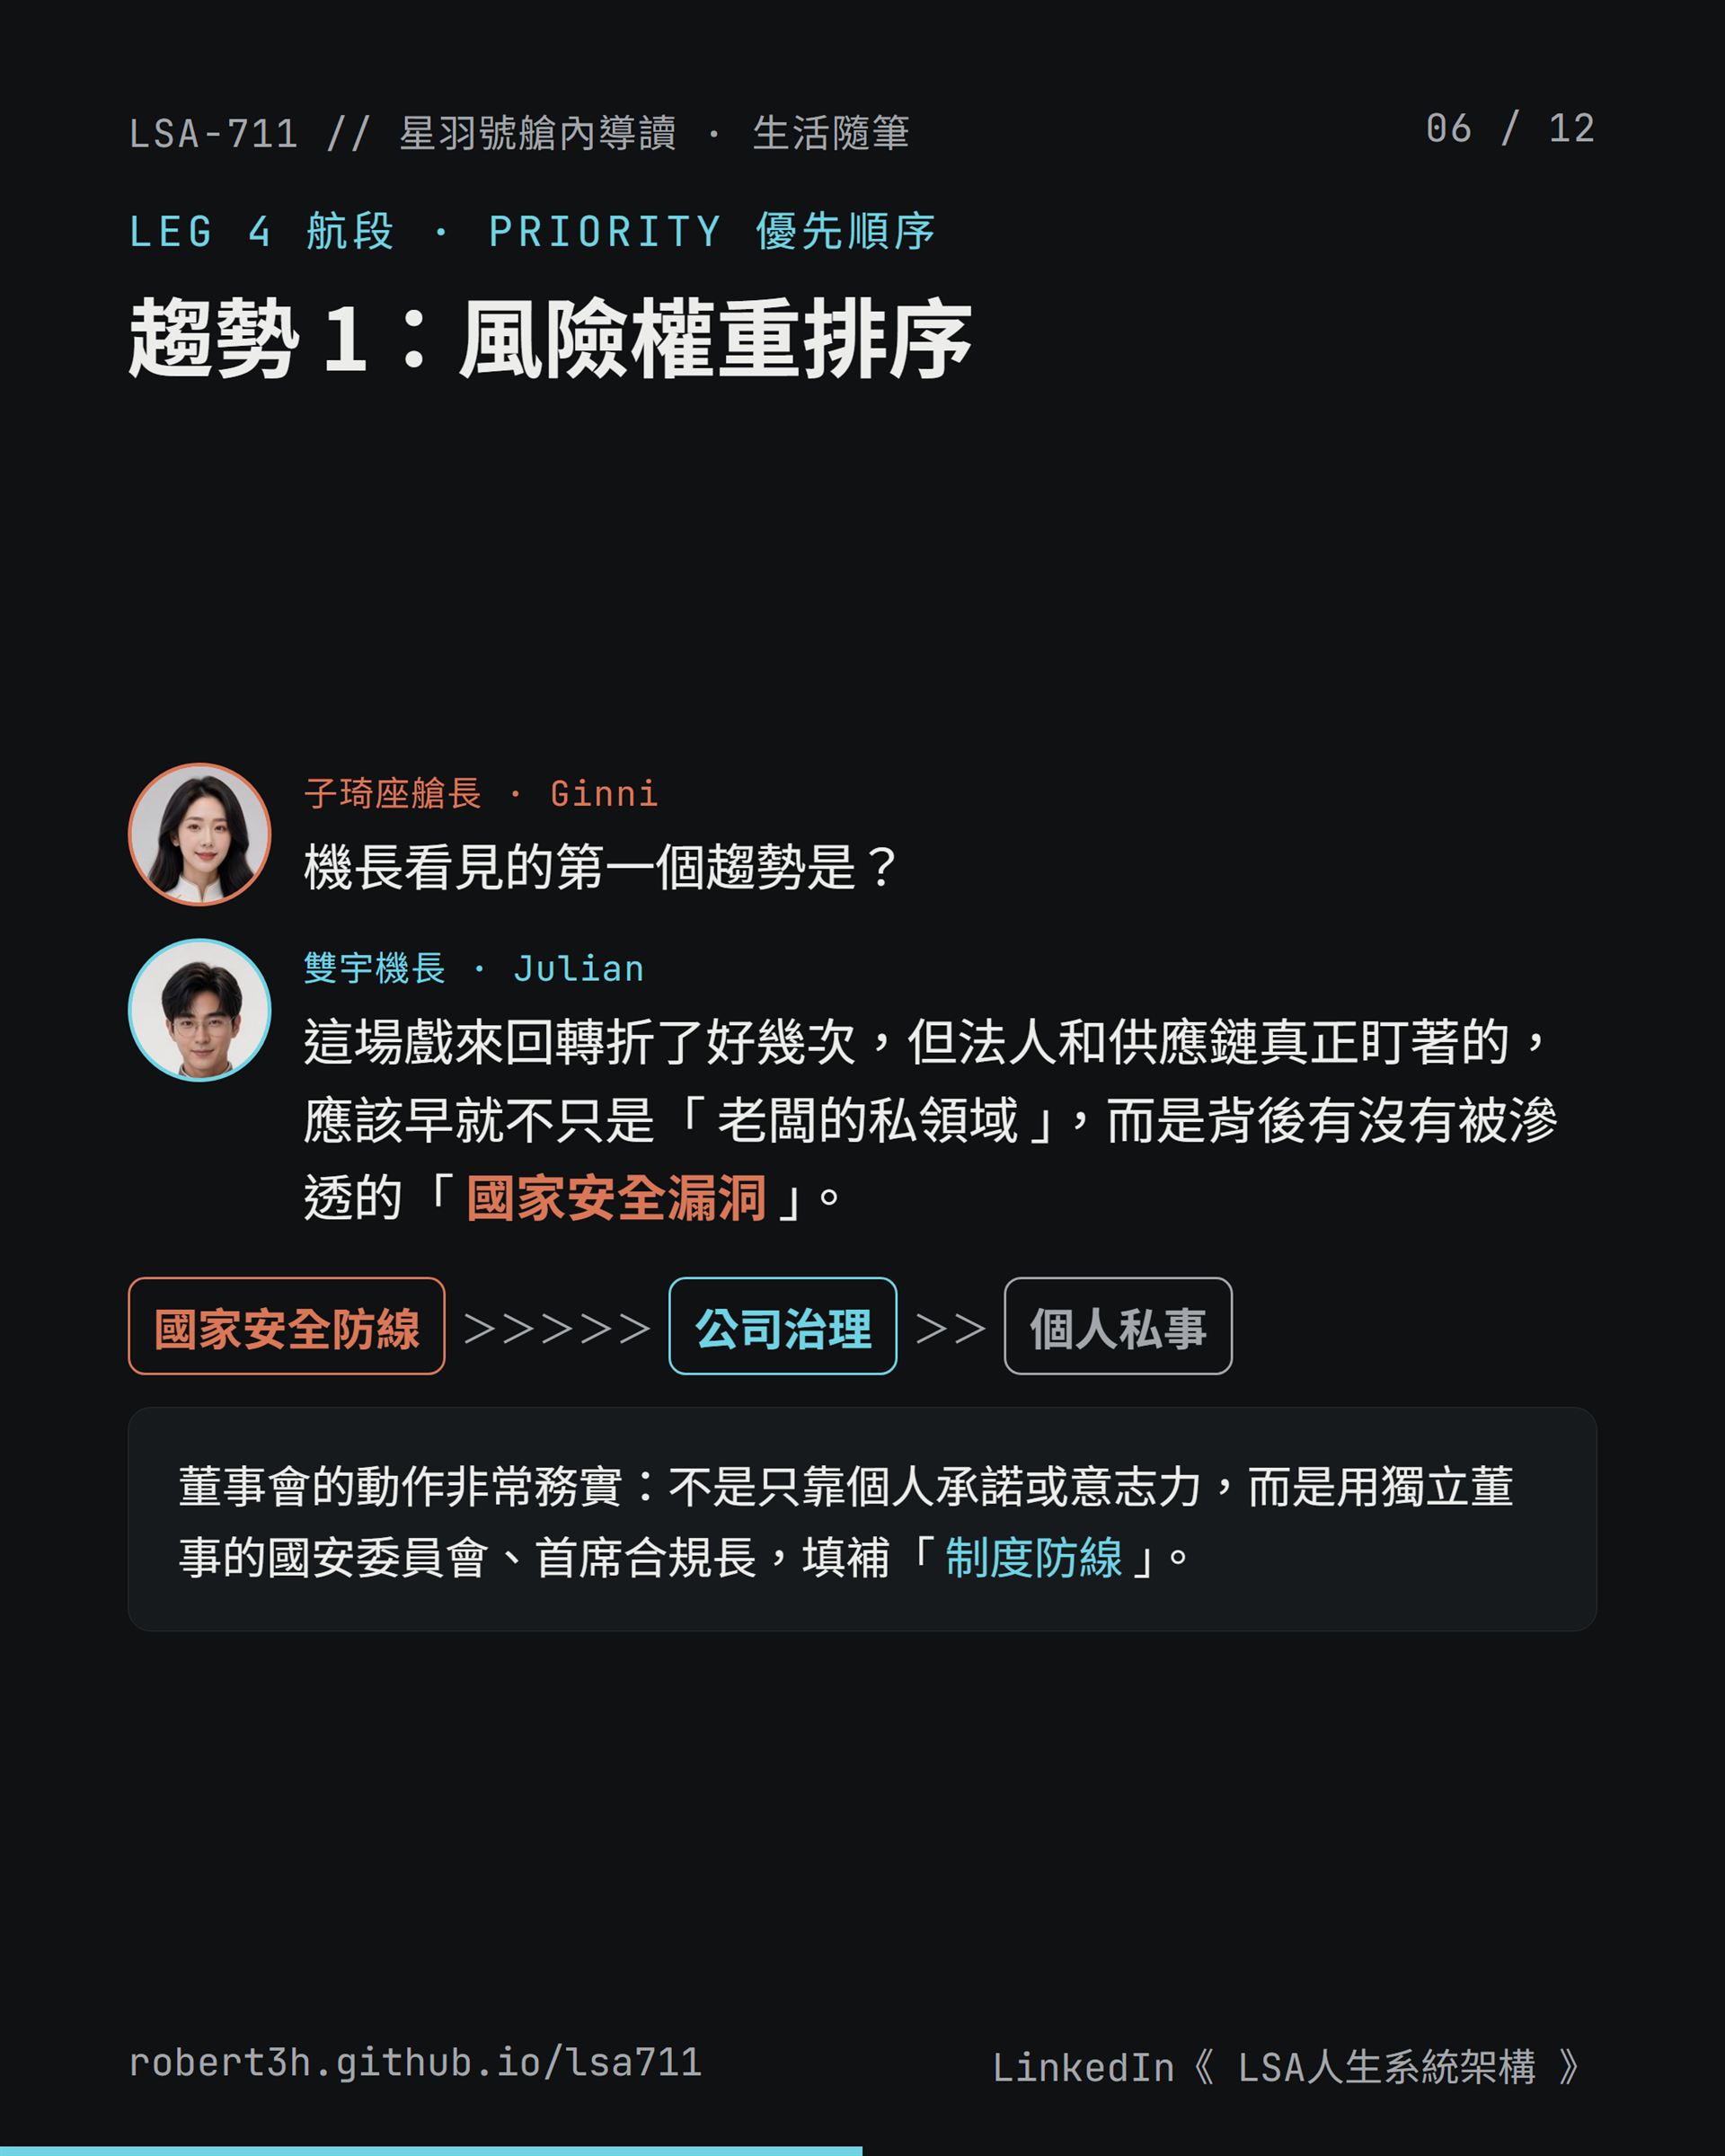 LSA-711 // 星羽號艙內導讀 · 生活隨筆
06 / 12
LEG 4 航段 · PRIORITY 優先順序
趨勢 1：風險權重排序
子琦座艙長 · Ginni
機長看見的第一個趨勢是？
雙宇機長 · Julian
這場戲來回轉折了好幾次，但法人和供應鏈真正盯著的，
應該早就不只是「 老闆的私領域 」，而是背後有沒有被滲
透的「 國家安全漏洞 」。
國家安全防線 >>>>> 公司治理 >> 個人私事
董事會的動作非常務實：不是只靠個人承諾或意志力，而是用獨立董
事的國安委員會、首席合規長，填補「 制度防線 」。
robert3h.github.io/lsa711
LinkedIn《 LSA人生系統架構 》